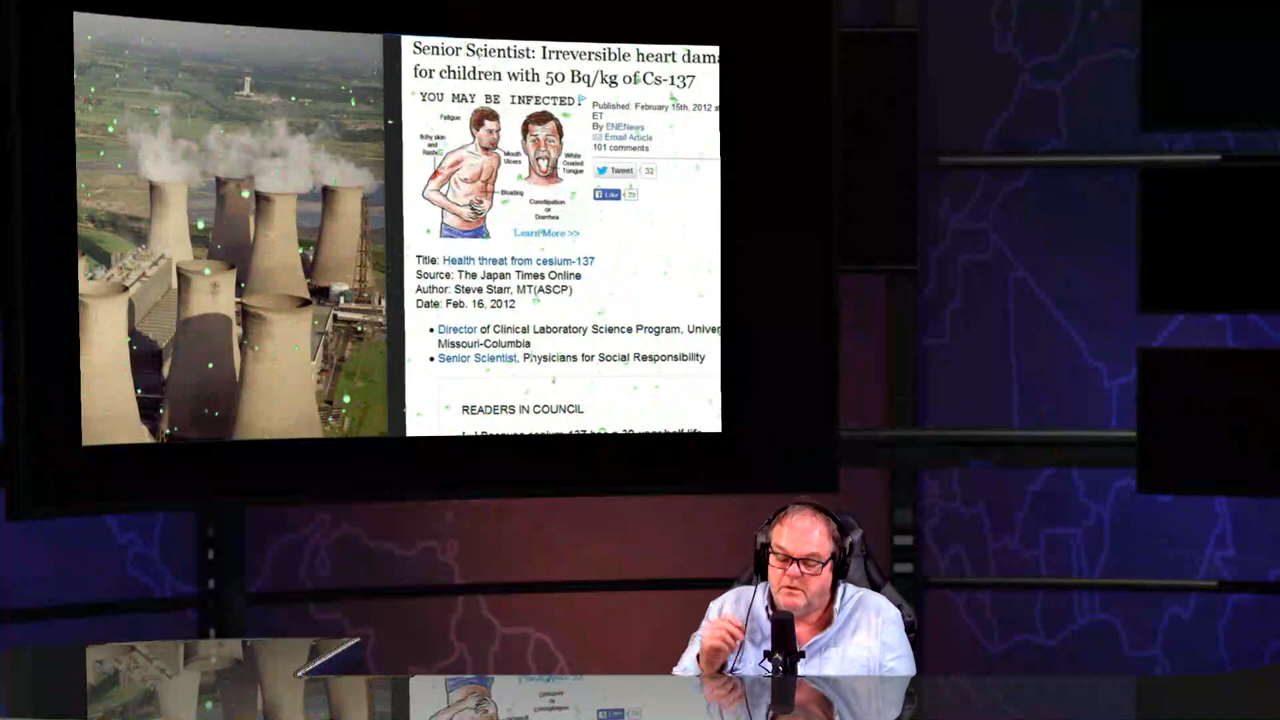 Senior Scientist: Irreversible heart dam
for children with 50 Bq/kg of Cs-137
YOU MAY BE INFECTED!
Fatigue
Itchy skin
and
Rashes
Mouth
Ulcers
White
Coated
Tongue
Bloating
Constipation
or
Diarrhea
Learn More >>
Published: February 15th, 2012 a
ET
By ENENews
Email Article
101 comments
Tweet 32
Like
Title: Health threat from cesium-137
Source: The Japan Times Online
Author: Steve Starr, MT(ASCP)
Date: Feb. 16, 2012
Director of Clinical Laboratory Science Program, Univer
Missouri-Columbia
Senior Scientist, Physicians for Social Responsibility
READERS IN COUNCIL